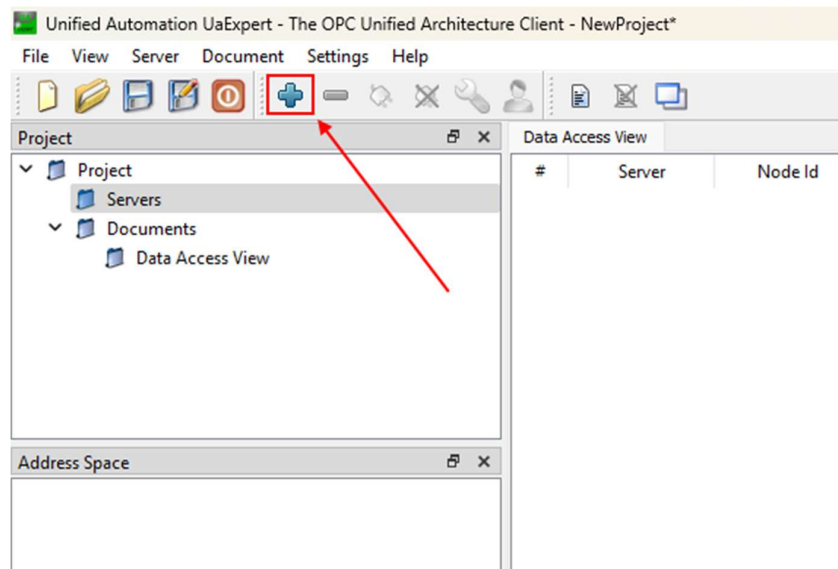 Unified Automation UaExpert - The OPC Unified Architecture Client - NewProject*
File View Server Document Settings Help
Project
Data Access View
Project
# Server Node Id
Servers
Documents
Data Access View
Address Space